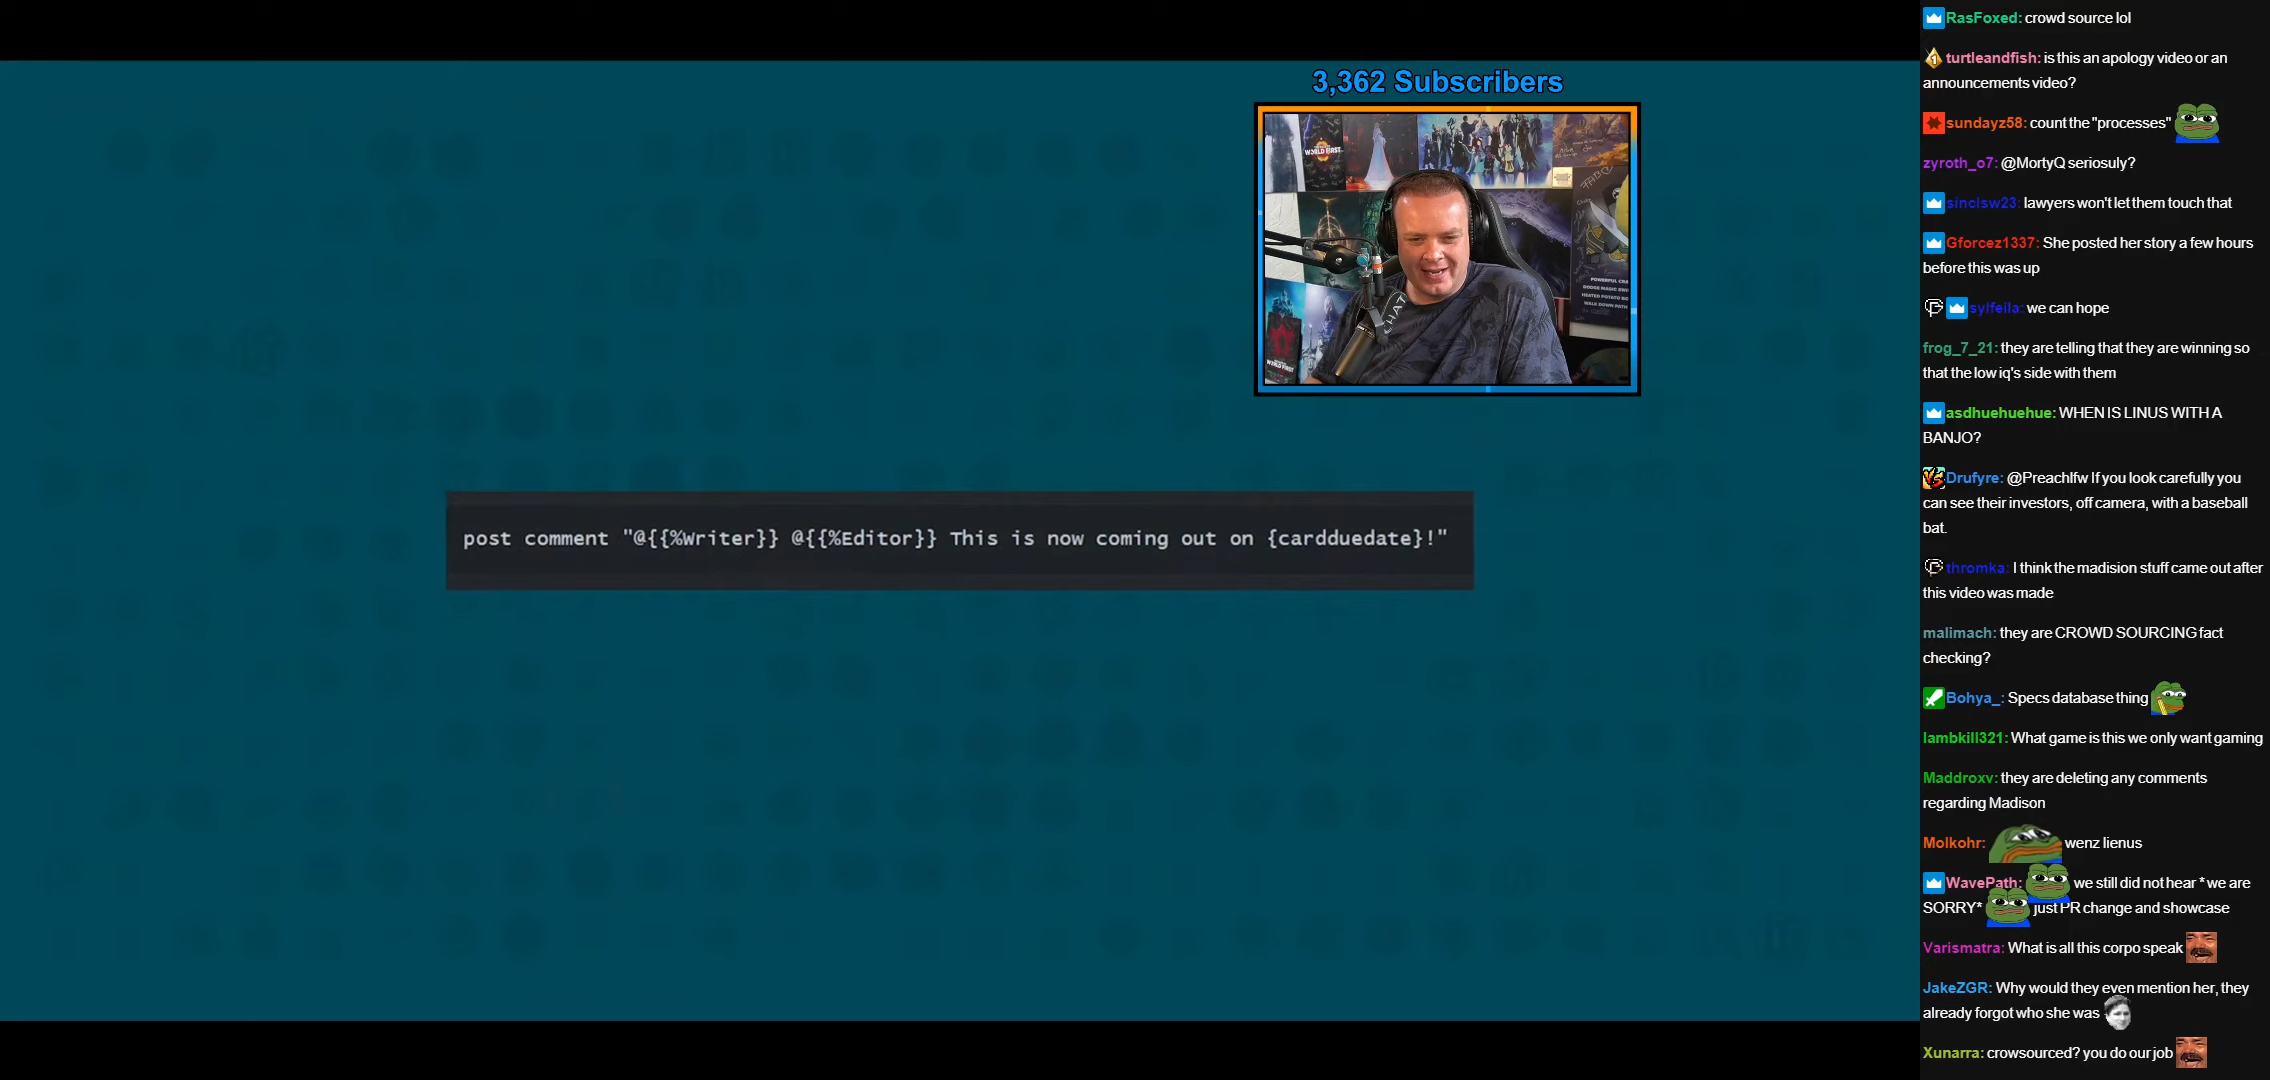 3,362 Subscribers
WORLD FIRST
CHAT
WORLD FIRST
post comment "@{{%Writer}} @{{%Editor}} This is now coming out on {cardduedate}!"
RasFoxed: crowd source lol
turtleandfish: is this an apology video or an
announcements video?
sundayz58: count the "processes"
zyroth_o7: @MortyQ seriosuly?
sinclsw23: lawyers won't let them touch that
Gforcez1337: She posted her story a few hours
before this was up
sylfeila: we can hope
frog_7_21: they are telling that they are winning so
that the low iq's side with them
asdhuehuehue: WHEN IS LINUS WITH A
BANJO?
Drufyre: @Preachlfw If you look carefully you
can see their investors, off camera, with a baseball
bat.
thromka: I think the madision stuff came out after
this video was made
malimach: they are CROWD SOURCING fact
checking?
Bohya_: Specs database thing
lambkill321: What game is this we only want gaming
Maddroxv: they are deleting any comments
regarding Madison
Molkohr: wenz lienus
WavePath: we still did not hear * we are
SORRY* just PR change and showcase
Varismatra: What is all this corpo speak
JakeZGR: Why would they even mention her, they
already forgot who she was
Xunarra: crowsourced? you do our job